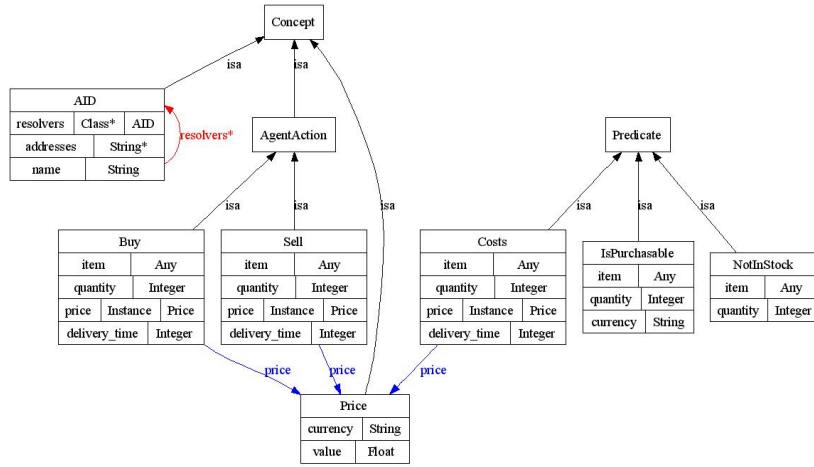 Concept
isa
isa
AID
resolvers Class* AID
resolvers*
addresses String*
name String
AgentAction
Predicate
isa
isa
isa
isa
isa
isa
Buy
item Any
quantity Integer
price Instance Price
delivery_time Integer
Sell
item Any
quantity Integer
price Instance Price
delivery_time Integer
Costs
item Any
quantity Integer
price Instance Price
delivery_time Integer
IsPurchasable
item Any
quantity Integer
currency String
NotInStock
item Any
quantity Integer
price
price
price
Price
currency String
value Float